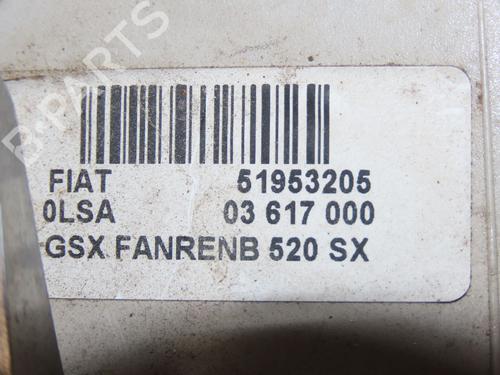 FIAT 51953205
0LSA 03 617 000
GSX FANRENB 520 SX
B-PARTS